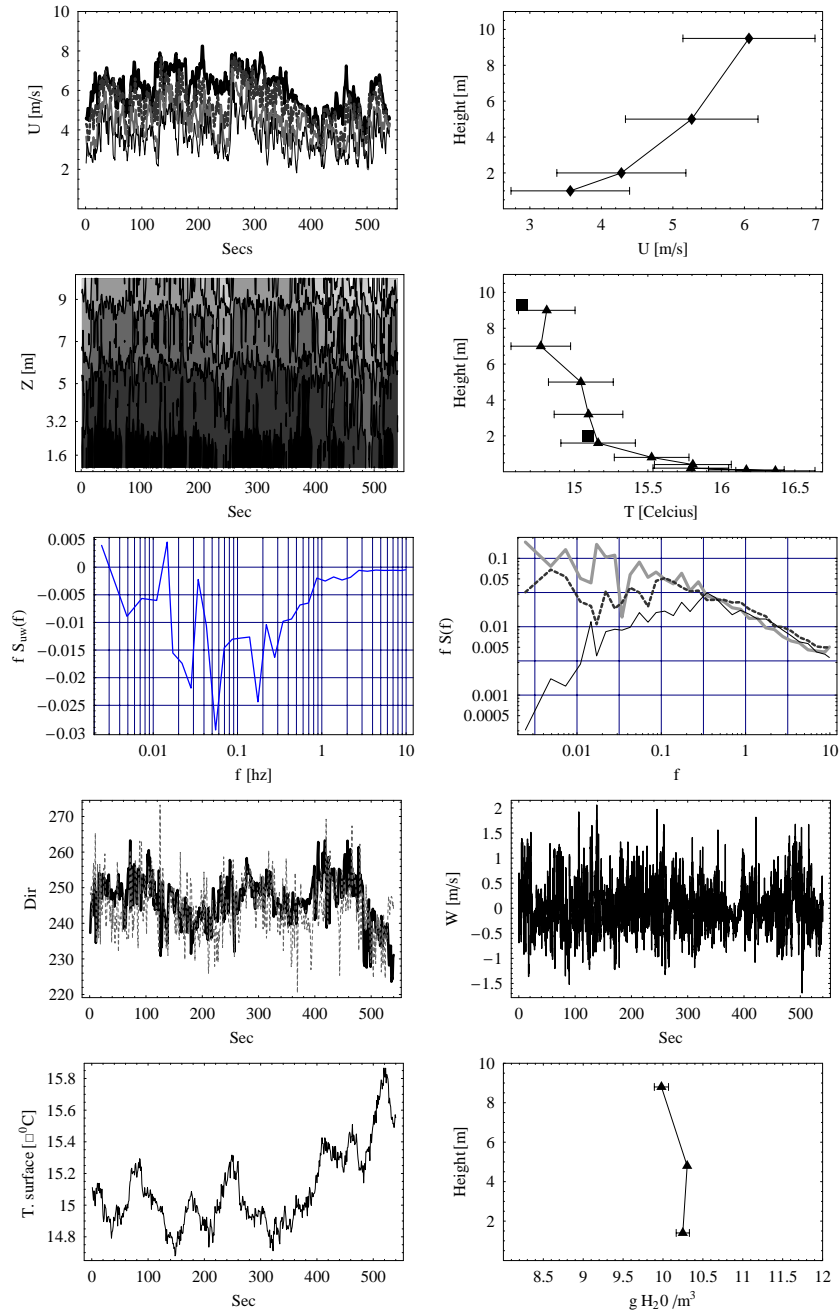 10
8
6
4
2
U [m/s]
0 100 200 300 400 500
Secs
10
8
6
4
2
Height [m]
3 4 5 6 7
U [m/s]
9
7
5
3.2
1.6
Z [m]
0 100 200 300 400 500
Sec
10
8
6
4
2
Height [m]
15 15.5 16 16.5
T [Celcius]
0.005
0
−0.005
−0.01
−0.015
−0.02
−0.025
−0.03
f Suw(f)
0.01 0.1 1 10
f [hz]
0.1
0.05
0.01
0.005
0.001
0.0005
f S(f)
0.01 0.1 1 10
f
270
260
250
240
230
220
Dir
0 100 200 300 400 500
Sec
2
1.5
1
0.5
0
−0.5
−1
−1.5
W [m/s]
0 100 200 300 400 500
Sec
15.8
15.6
15.4
15.2
15
14.8
T. surface [□⁰C]
0 100 200 300 400 500
Sec
10
8
6
4
2
Height [m]
8.5 9 9.5 10 10.5 11 11.5 12
g H₂0 /m³